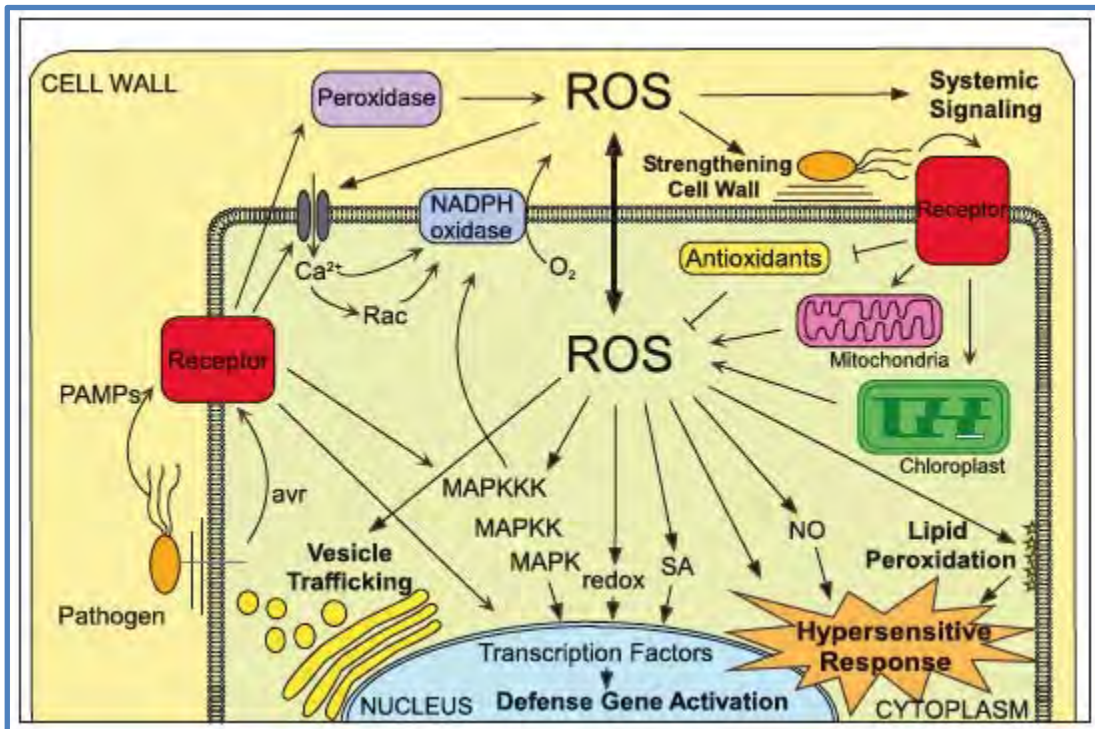 CELL WALL
Peroxidase
ROS
Systemic
Signaling
Strengthening
Cell Wall
Receptor
NADPH
oxidase
Ca²⁺
O₂
Antioxidants
Rac
Mitochondria
Receptor
ROS
PAMPs
Chloroplast
avr
MAPKKK
MAPKK
MAPK
redox
SA
NO
Vesicle
Trafficking
Lipid
Peroxidation
Pathogen
Hypersensitive
Response
Transcription Factors
NUCLEUS
Defense Gene Activation
CYTOPLASM